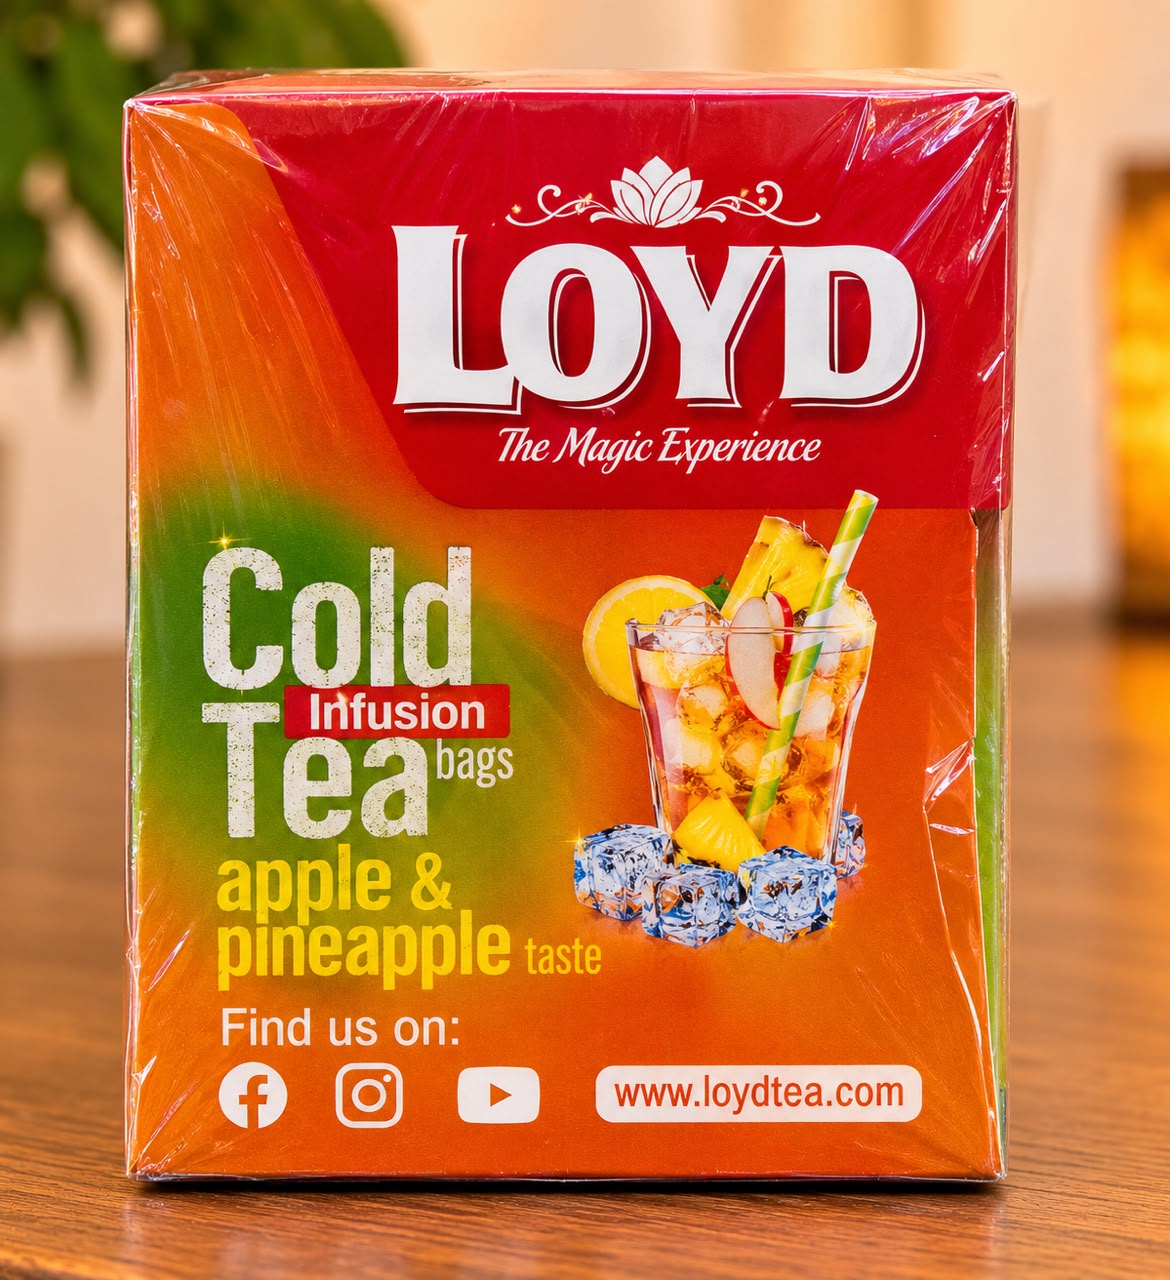 LOYD
The Magic Experience
Cold
Infusion
Tea bags
apple &
pineapple taste
Find us on:
www.loydtea.com